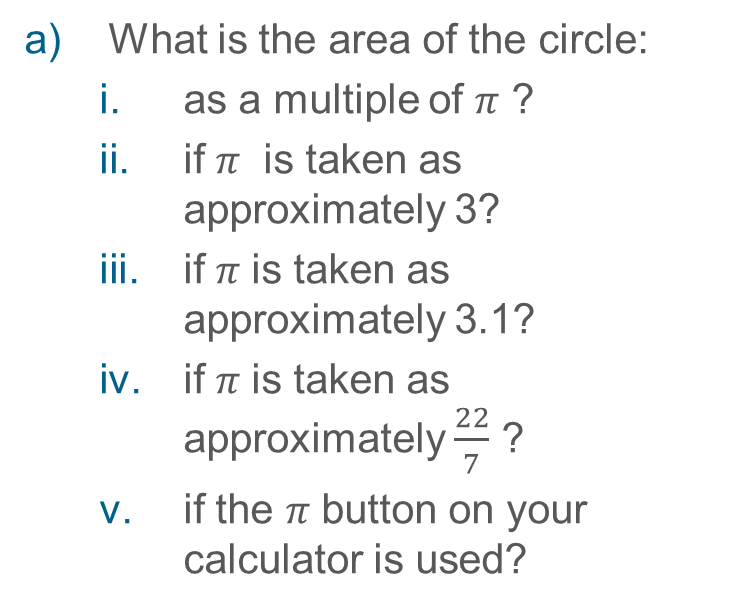 a) What is the area of the circle:
i. as a multiple of π ?
ii. if π is taken as
approximately 3?
iii. if π is taken as
approximately 3.1?
iv. if π is taken as
approximately 22/7 ?
v. if the π button on your
calculator is used?